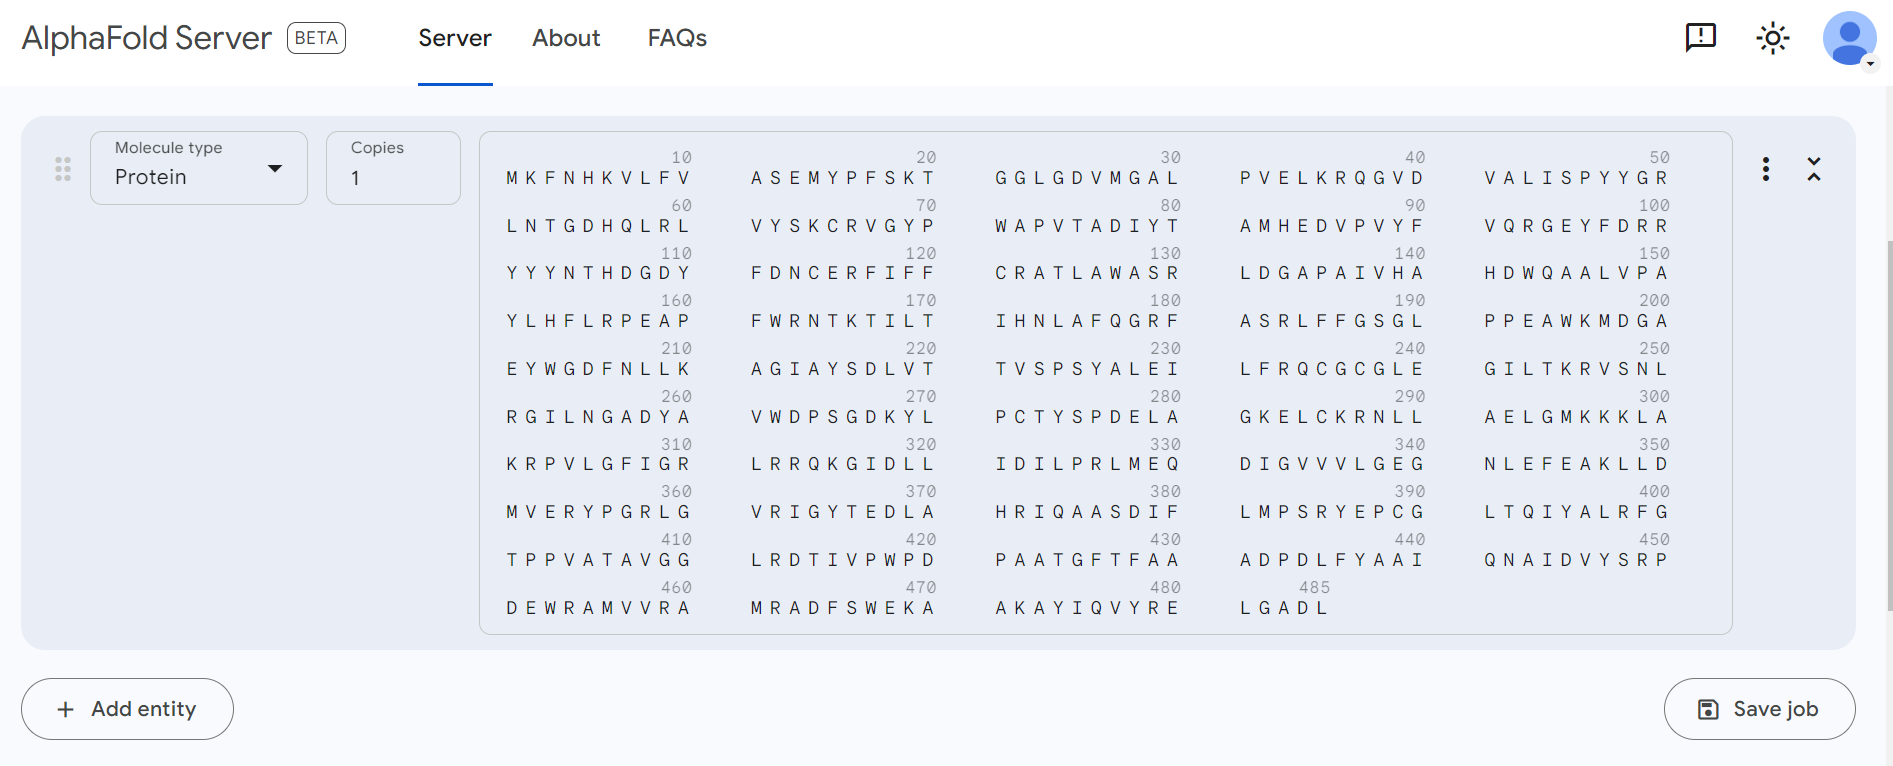 AlphaFold Server BETA Server About FAQs
Molecule type
Protein
Copies
1
10 20 30 40 50
MKFNHKVLFV ASEMYPFSKT GGLGDVMGAL PVELKRQGVD VALISPYYGR
60 70 80 90 100
LNTGDHQLRL VYSKCRVGYP WAPVTADIYT AMHEDVPVYF VQRGEYFDRR
110 120 130 140 150
YYYNTHDGDY FDNCERFIFF CRATLAWASR LDGAPAIVHA HDWQAALVPA
160 170 180 190 200
YLHFLRPEAP FWRNTKTILT IHNLAFQGRF ASRLFFGSGL PPEAWKMDGA
210 220 230 240 250
EYWGDFNLLK AGIAYSDLVT TVSPSYALEI LFRQCGCGLE GILTKRVSNL
260 270 280 290 300
RGILNGADYA VWDPSGDKYL PCTYSPDELA GKELCKRNLL AELGMKKKLA
310 320 330 340 350
KRPVLGFIGR LRRQKGIDLL IDILPRLMEQ DIGVVVLGEG NLEFEAKLLD
360 370 380 390 400
MVERYPGRLG VRIGYTEDLA HRIQAASDIF LMPSRYEPCG LTQIYALRFG
410 420 430 440 450
TPPVATAVGG LRDTIVPWPD PAATGFTFAA ADPDLFYAAI QNAIDVYSRP
460 470 480 485
DEWRAMVVRA MRADFSWEKA AKAYIQVYRE LGADL
+ Add entity
Save job